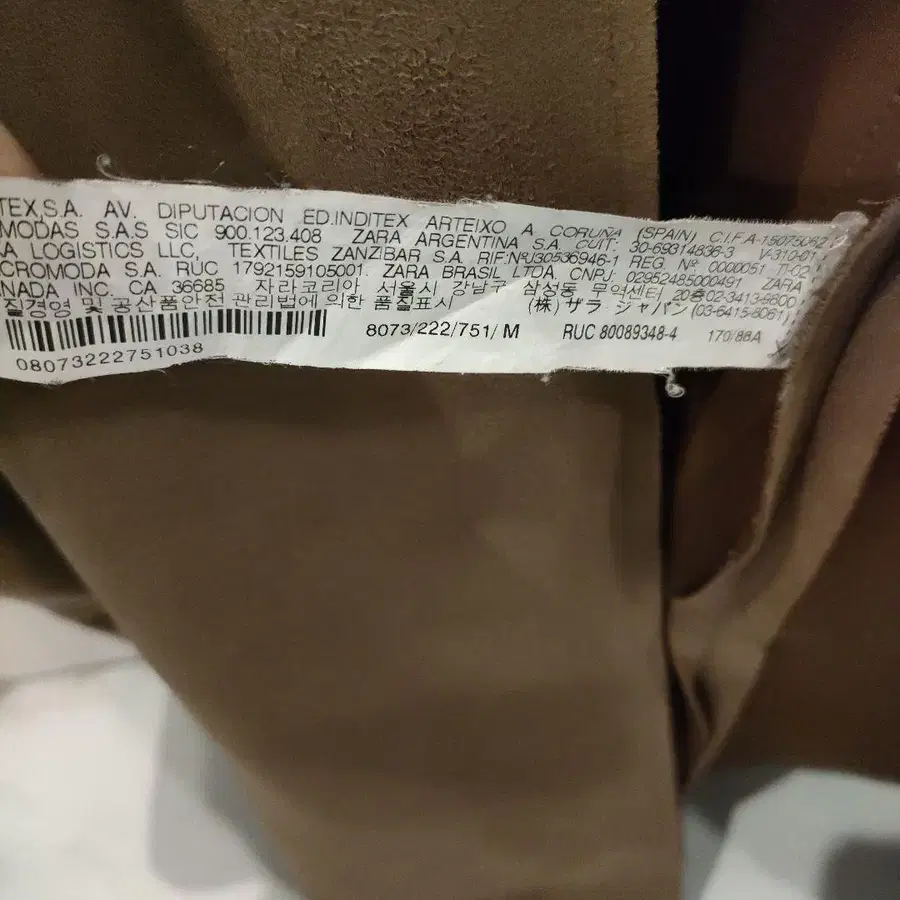 TEX,S.A. AV. DIPUTACION ED.INDITEX ARTEIXO A CORUÑA (SPAIN) C.I.F.A-15075062
MODAS S.A.S SIC 900.123.408 ZARA ARGENTINA S.A. CUIT: 30-69314836-3 V-310-01
A LOGISTICS LLC, TEXTILES ZANZIBAR S.A. RIF:NºJ30536946-1 REG. Nº 0000051 TI-02
CROMODA S.A. RUC 1792159105001. ZARA BRASIL LTDA, CNPJ: 02952485000491 ZARA
NADA INC. CA 36685 자라코리아 서울시 강남구 삼성동 무역센터 20층 02-3413-9800
질경영 및 공산품안전 관리법에 의한 품질표시 (株) ザラ・ジャパン (03-6415-8061)
8073/222/751/ M RUC 80089348-4 170/88A
08073222751038